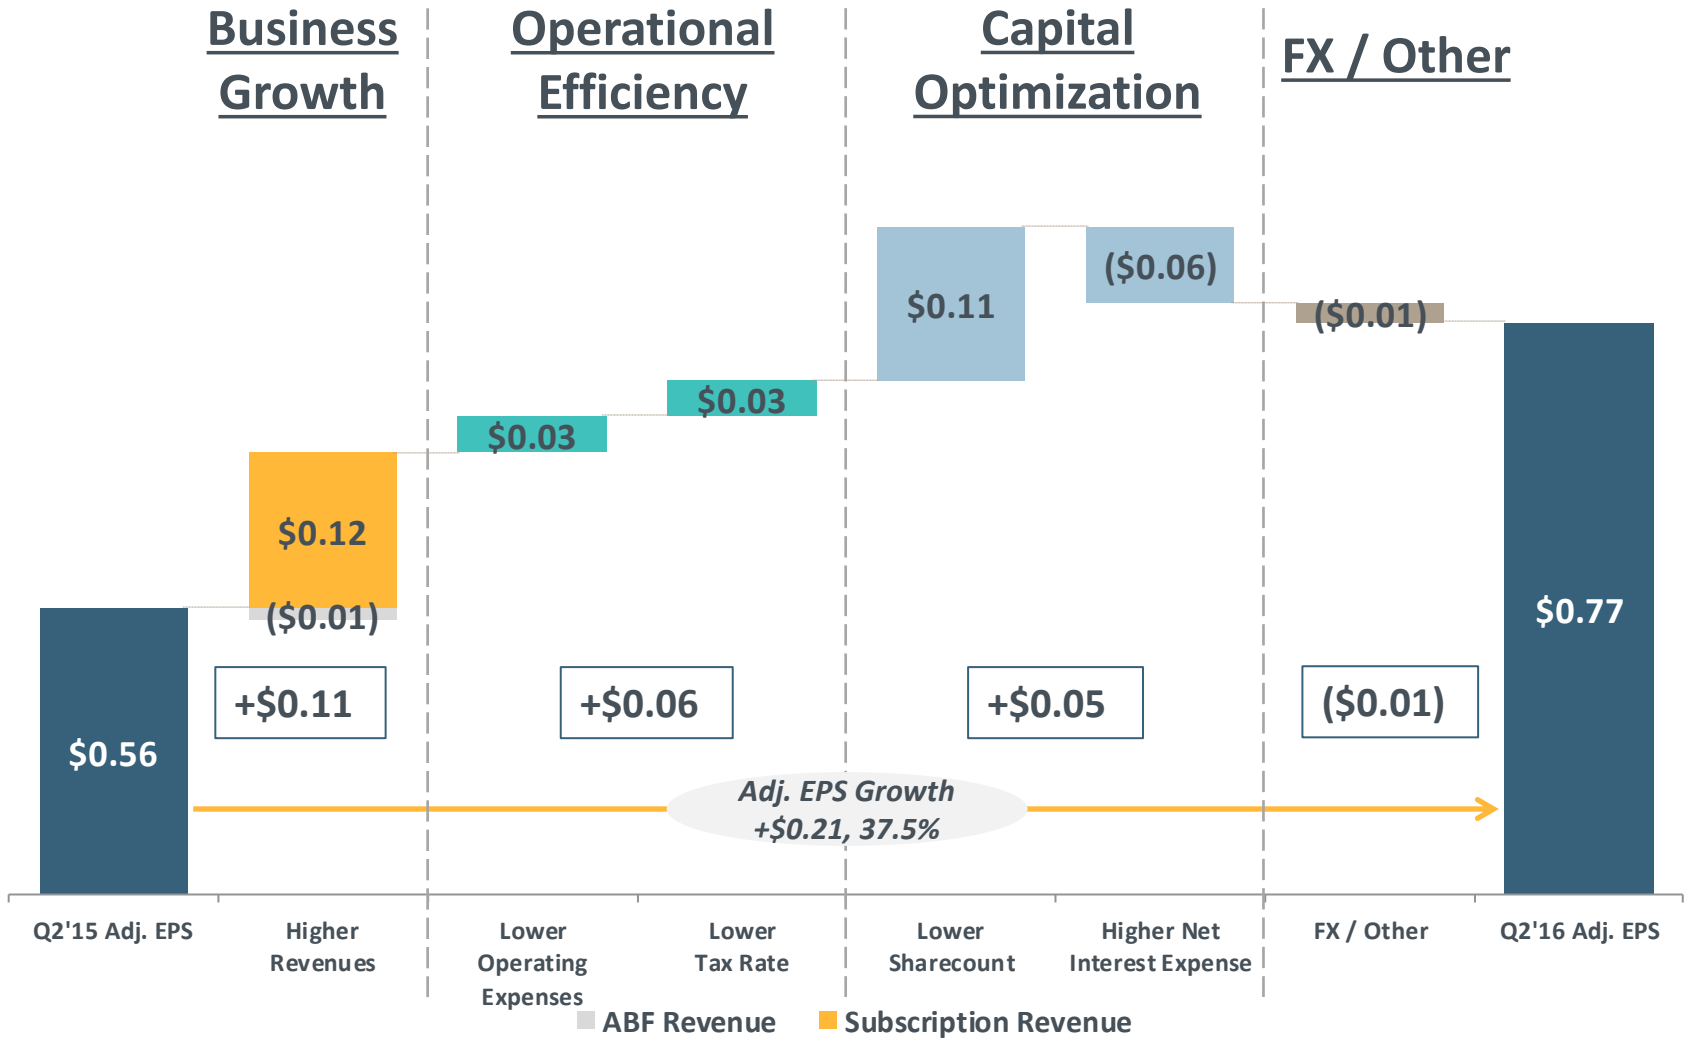 Business
Growth
Operational
Efficiency
Capital
Optimization
FX / Other
$0.56
$0.12
($0.01)
$0.03
$0.03
$0.11
($0.06)
($0.01)
$0.77
+$0.11
+$0.06
+$0.05
($0.01)
Adj. EPS Growth
+$0.21, 37.5%
Q2'15 Adj. EPS
Higher
Revenues
Lower
Operating
Expenses
Lower
Tax Rate
Lower
Sharecount
Higher Net
Interest Expense
FX / Other
Q2'16 Adj. EPS
ABF Revenue
Subscription Revenue